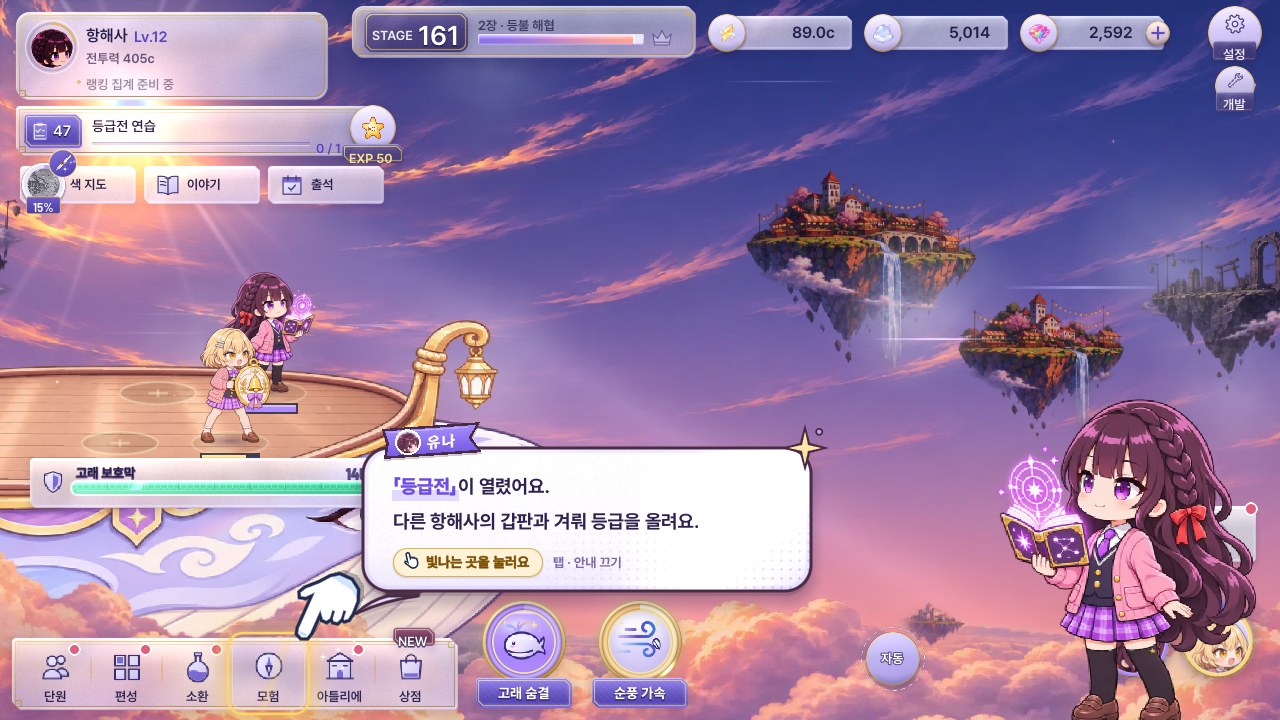 항해사 Lv.12
전투력 405c
랭킹 집계 준비 중
STAGE 161
2장 · 등불 해협
89.0c
5,014
2,592
설정
개발
47
등급전 연습
0 / 1
EXP 50
색 지도
15%
이야기
출석
고래 보호막
유나
「등급전」이 열렸어요.
다른 항해사의 갑판과 겨뤄 등급을 올려요.
빛나는 곳을 눌러요
탭 · 안내 끄기
단원
편성
소환
모험
아틀리에
NEW
상점
고래 숨결
순풍 가속
자동